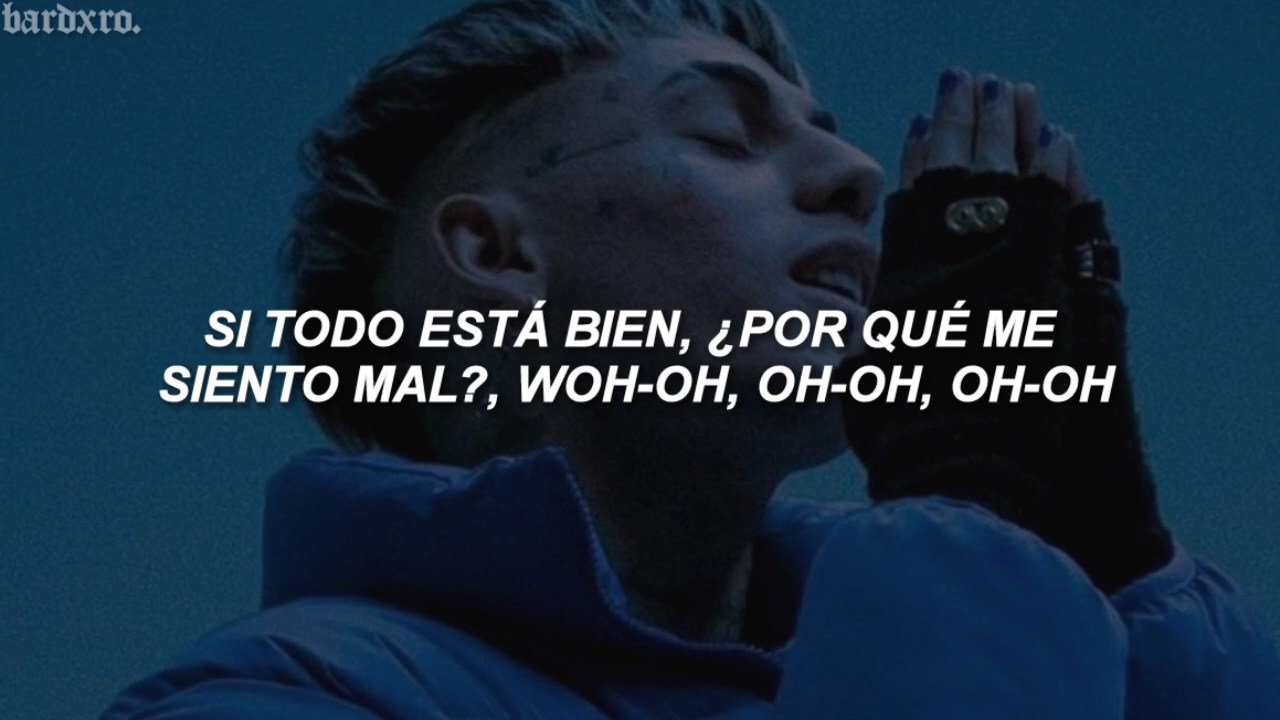 bardxro.
SI TODO ESTÁ BIEN, ¿POR QUÉ ME
SIENTO MAL?, WOH-OH, OH-OH, OH-OH